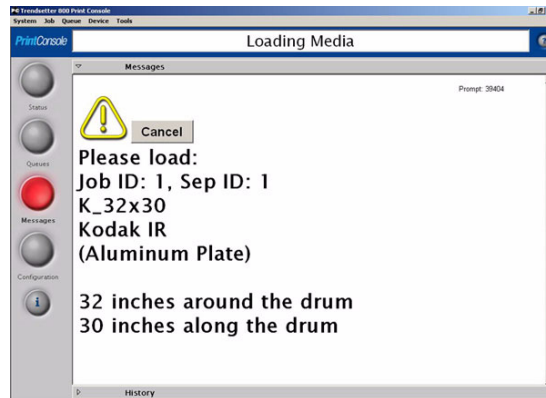 Trendsetter 800 Print Console
System Job Queue Device Tools
PrintConsole
Loading Media
Messages
Prompt: 39404
Status
Cancel
Please load:
Queues
Job ID: 1, Sep ID: 1
K_32x30
Messages
Kodak IR
(Aluminum Plate)
Configuration
i
32 inches around the drum
30 inches along the drum
History